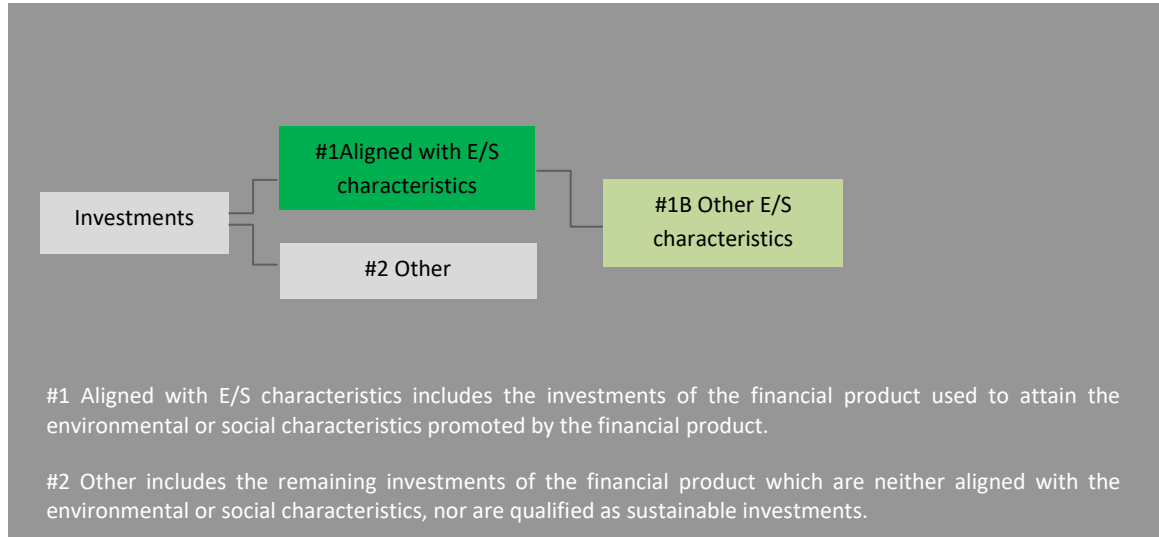 #1Aligned with E/S
characteristics
Investments
#1B Other E/S
characteristics
#2 Other
#1 Aligned with E/S characteristics includes the investments of the financial product used to attain the
environmental or social characteristics promoted by the financial product.
#2 Other includes the remaining investments of the financial product which are neither aligned with the
environmental or social characteristics, nor are qualified as sustainable investments.